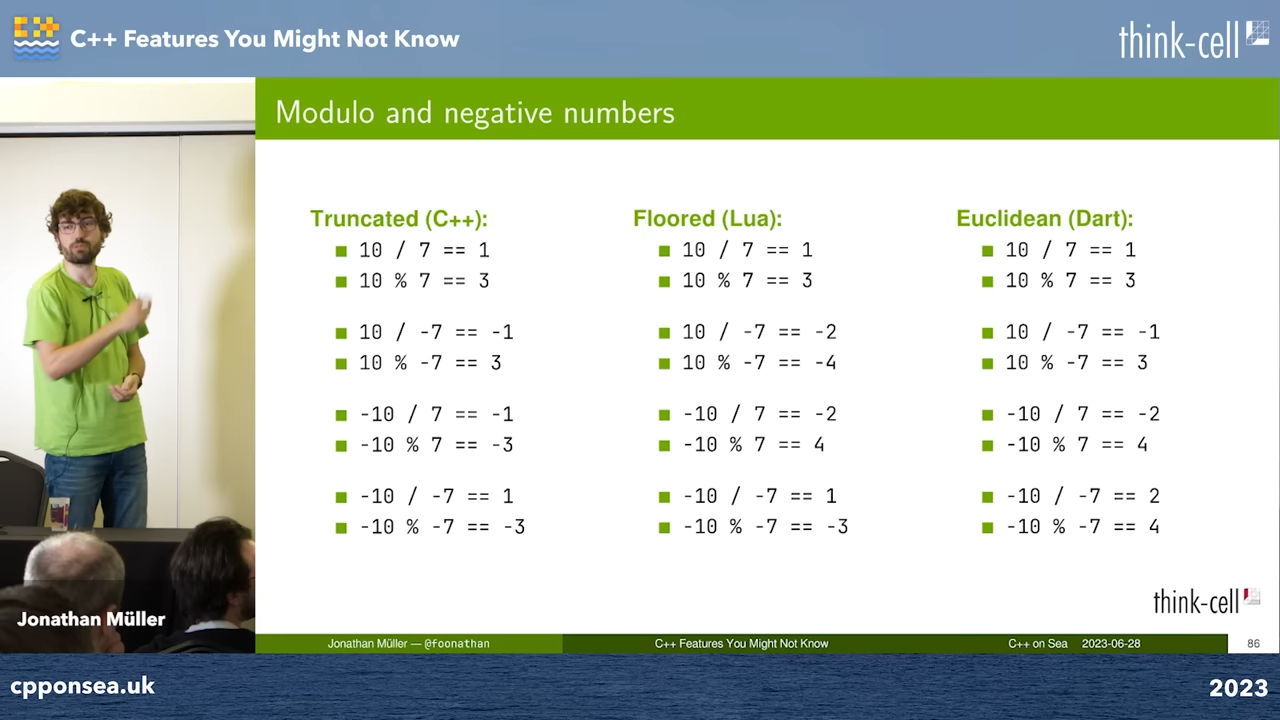 C++ Features You Might Not Know
think-cell
Modulo and negative numbers
Truncated (C++):
10 / 7 == 1
10 % 7 == 3
10 / -7 == -1
10 % -7 == 3
-10 / 7 == -1
-10 % 7 == -3
-10 / -7 == 1
-10 % -7 == -3
Floored (Lua):
10 / 7 == 1
10 % 7 == 3
10 / -7 == -2
10 % -7 == -4
-10 / 7 == -2
-10 % 7 == 4
-10 / -7 == 1
-10 % -7 == -3
Euclidean (Dart):
10 / 7 == 1
10 % 7 == 3
10 / -7 == -1
10 % -7 == 3
-10 / 7 == -2
-10 % 7 == 4
-10 / -7 == 2
-10 % -7 == 4
think-cell
Jonathan Müller
Jonathan Müller — @foonathan C++ Features You Might Not Know C++ on Sea 2023-06-28 86
cpponsea.uk
2023